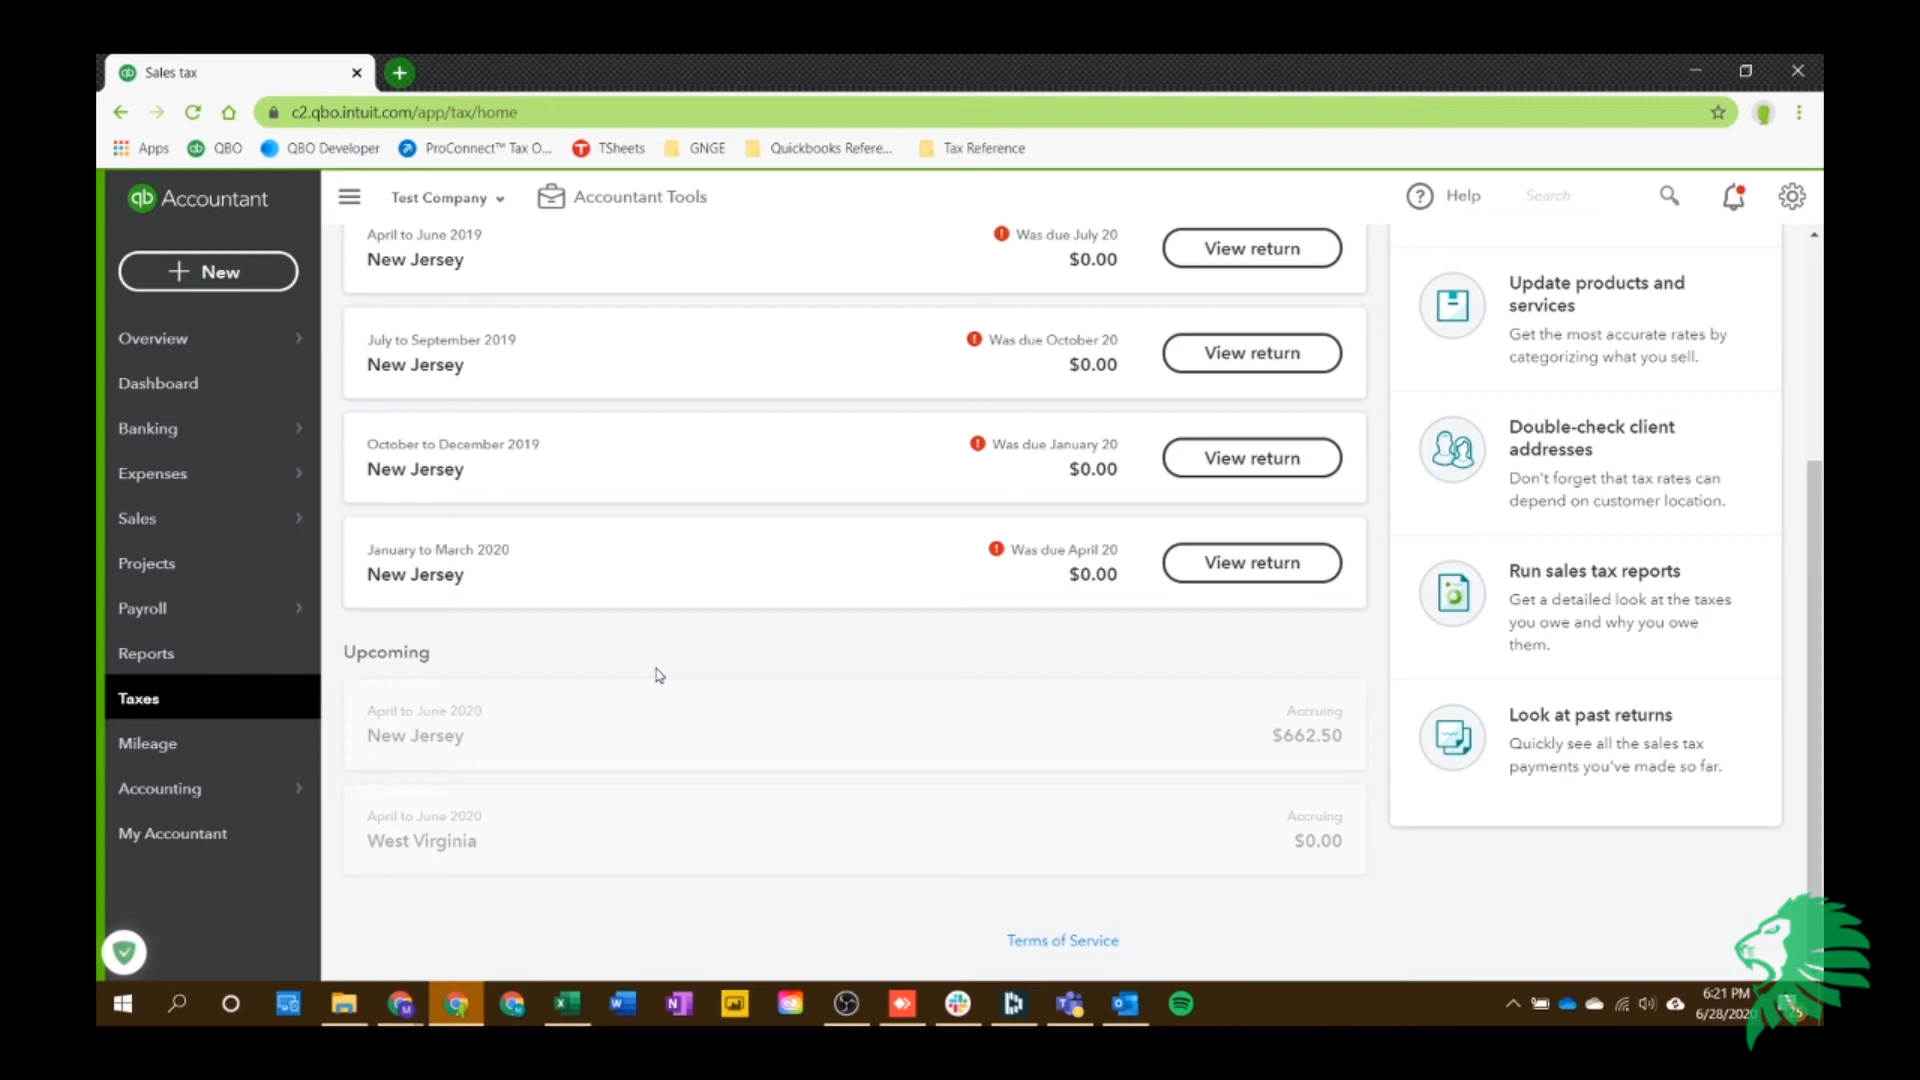 Sales tax
c2.qbo.intuit.com/app/tax/home
Apps
QBO
QBO Developer
ProConnect™ Tax O...
TSheets
GNGE
Quickbooks Refere...
Tax Reference
qb Accountant
Test Company
Accountant Tools
Help
Search
New
Overview
Dashboard
Banking
Expenses
Sales
Projects
Payroll
Reports
Taxes
Mileage
Accounting
My Accountant
April to June 2019
New Jersey
Was due July 20
$0.00
View return
July to September 2019
New Jersey
Was due October 20
$0.00
View return
October to December 2019
New Jersey
Was due January 20
$0.00
View return
January to March 2020
New Jersey
Was due April 20
$0.00
View return
Upcoming
April to June 2020
New Jersey
Accruing
$662.50
April to June 2020
West Virginia
Accruing
$0.00
Terms of Service
Update products and
services
Get the most accurate rates by
categorizing what you sell.
Double-check client
addresses
Don't forget that tax rates can
depend on customer location.
Run sales tax reports
Get a detailed look at the taxes
you owe and why you owe
them.
Look at past returns
Quickly see all the sales tax
payments you've made so far.
6:21 PM
6/28/2020